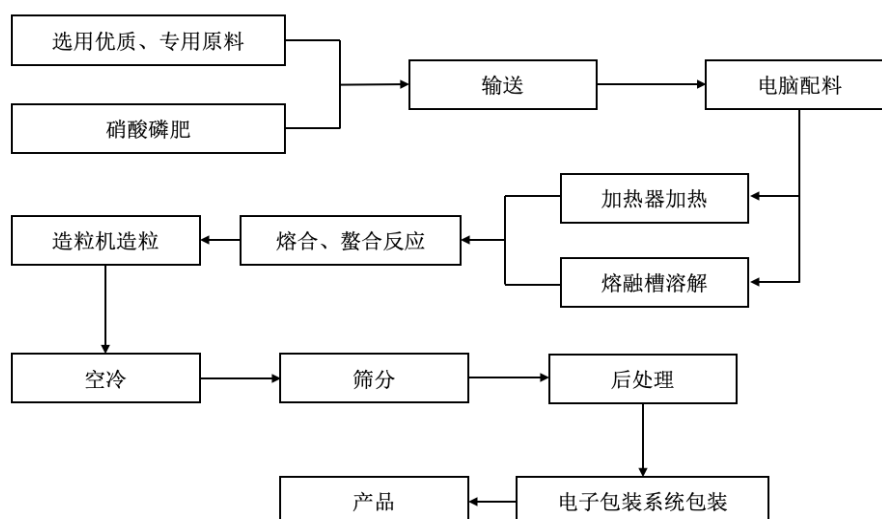 选用优质、专用原料
硝酸磷肥
输送
电脑配料
加热器加热
熔融槽溶解
熔合、螯合反应
造粒机造粒
空冷
筛分
后处理
电子包装系统包装
产品